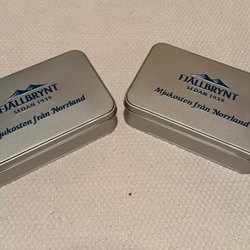 FJÄLLBRYNT
SEDAN 1939
Mjukosten från Norrland
FJÄLLBRYNT
SEDAN 1939
Mjukosten från Norrland